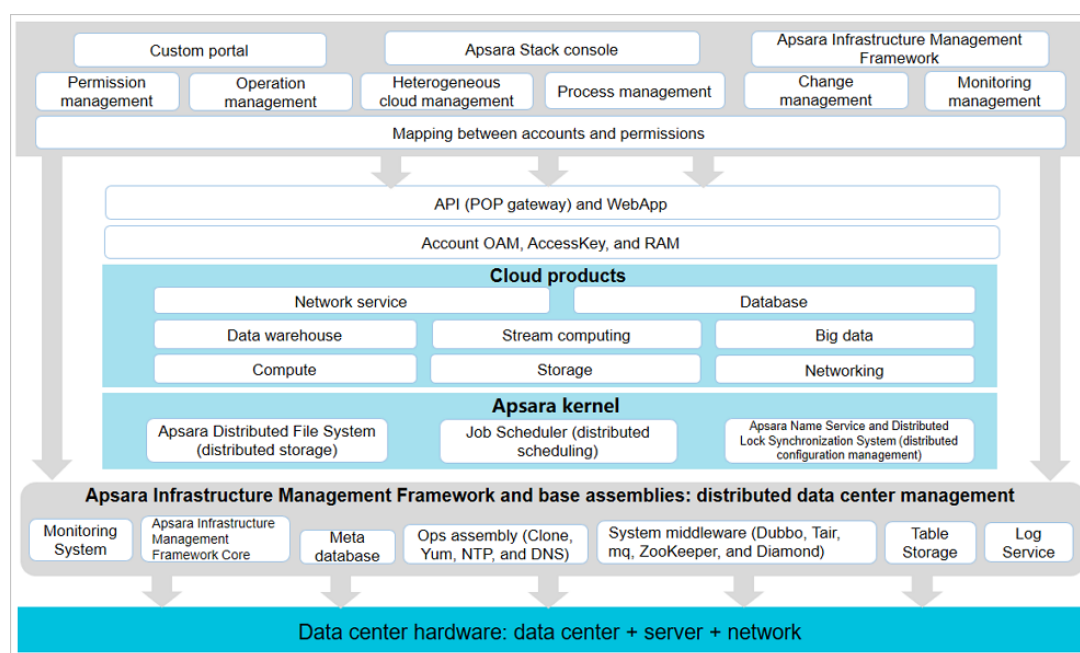 Custom portal
Apsara Stack console
Apsara Infrastructure Management
Framework
Permission
management
Operation
management
Heterogeneous
cloud management
Process management
Change
management
Monitoring
management
Mapping between accounts and permissions
API (POP gateway) and WebApp
Account OAM, AccessKey, and RAM
Cloud products
Network service
Database
Data warehouse
Stream computing
Big data
Compute
Storage
Networking
Apsara kernel
Apsara Distributed File System
(distributed storage)
Job Scheduler (distributed
scheduling)
Apsara Name Service and Distributed
Lock Synchronization System (distributed
configuration management)
Apsara Infrastructure Management Framework and base assemblies: distributed data center management
Monitoring
System
Apsara Infrastructure
Management
Framework Core
Meta
database
Ops assembly (Clone,
Yum, NTP, and DNS)
System middleware (Dubbo, Tair,
mq, ZooKeeper, and Diamond)
Table
Storage
Log
Service
Data center hardware: data center + server + network